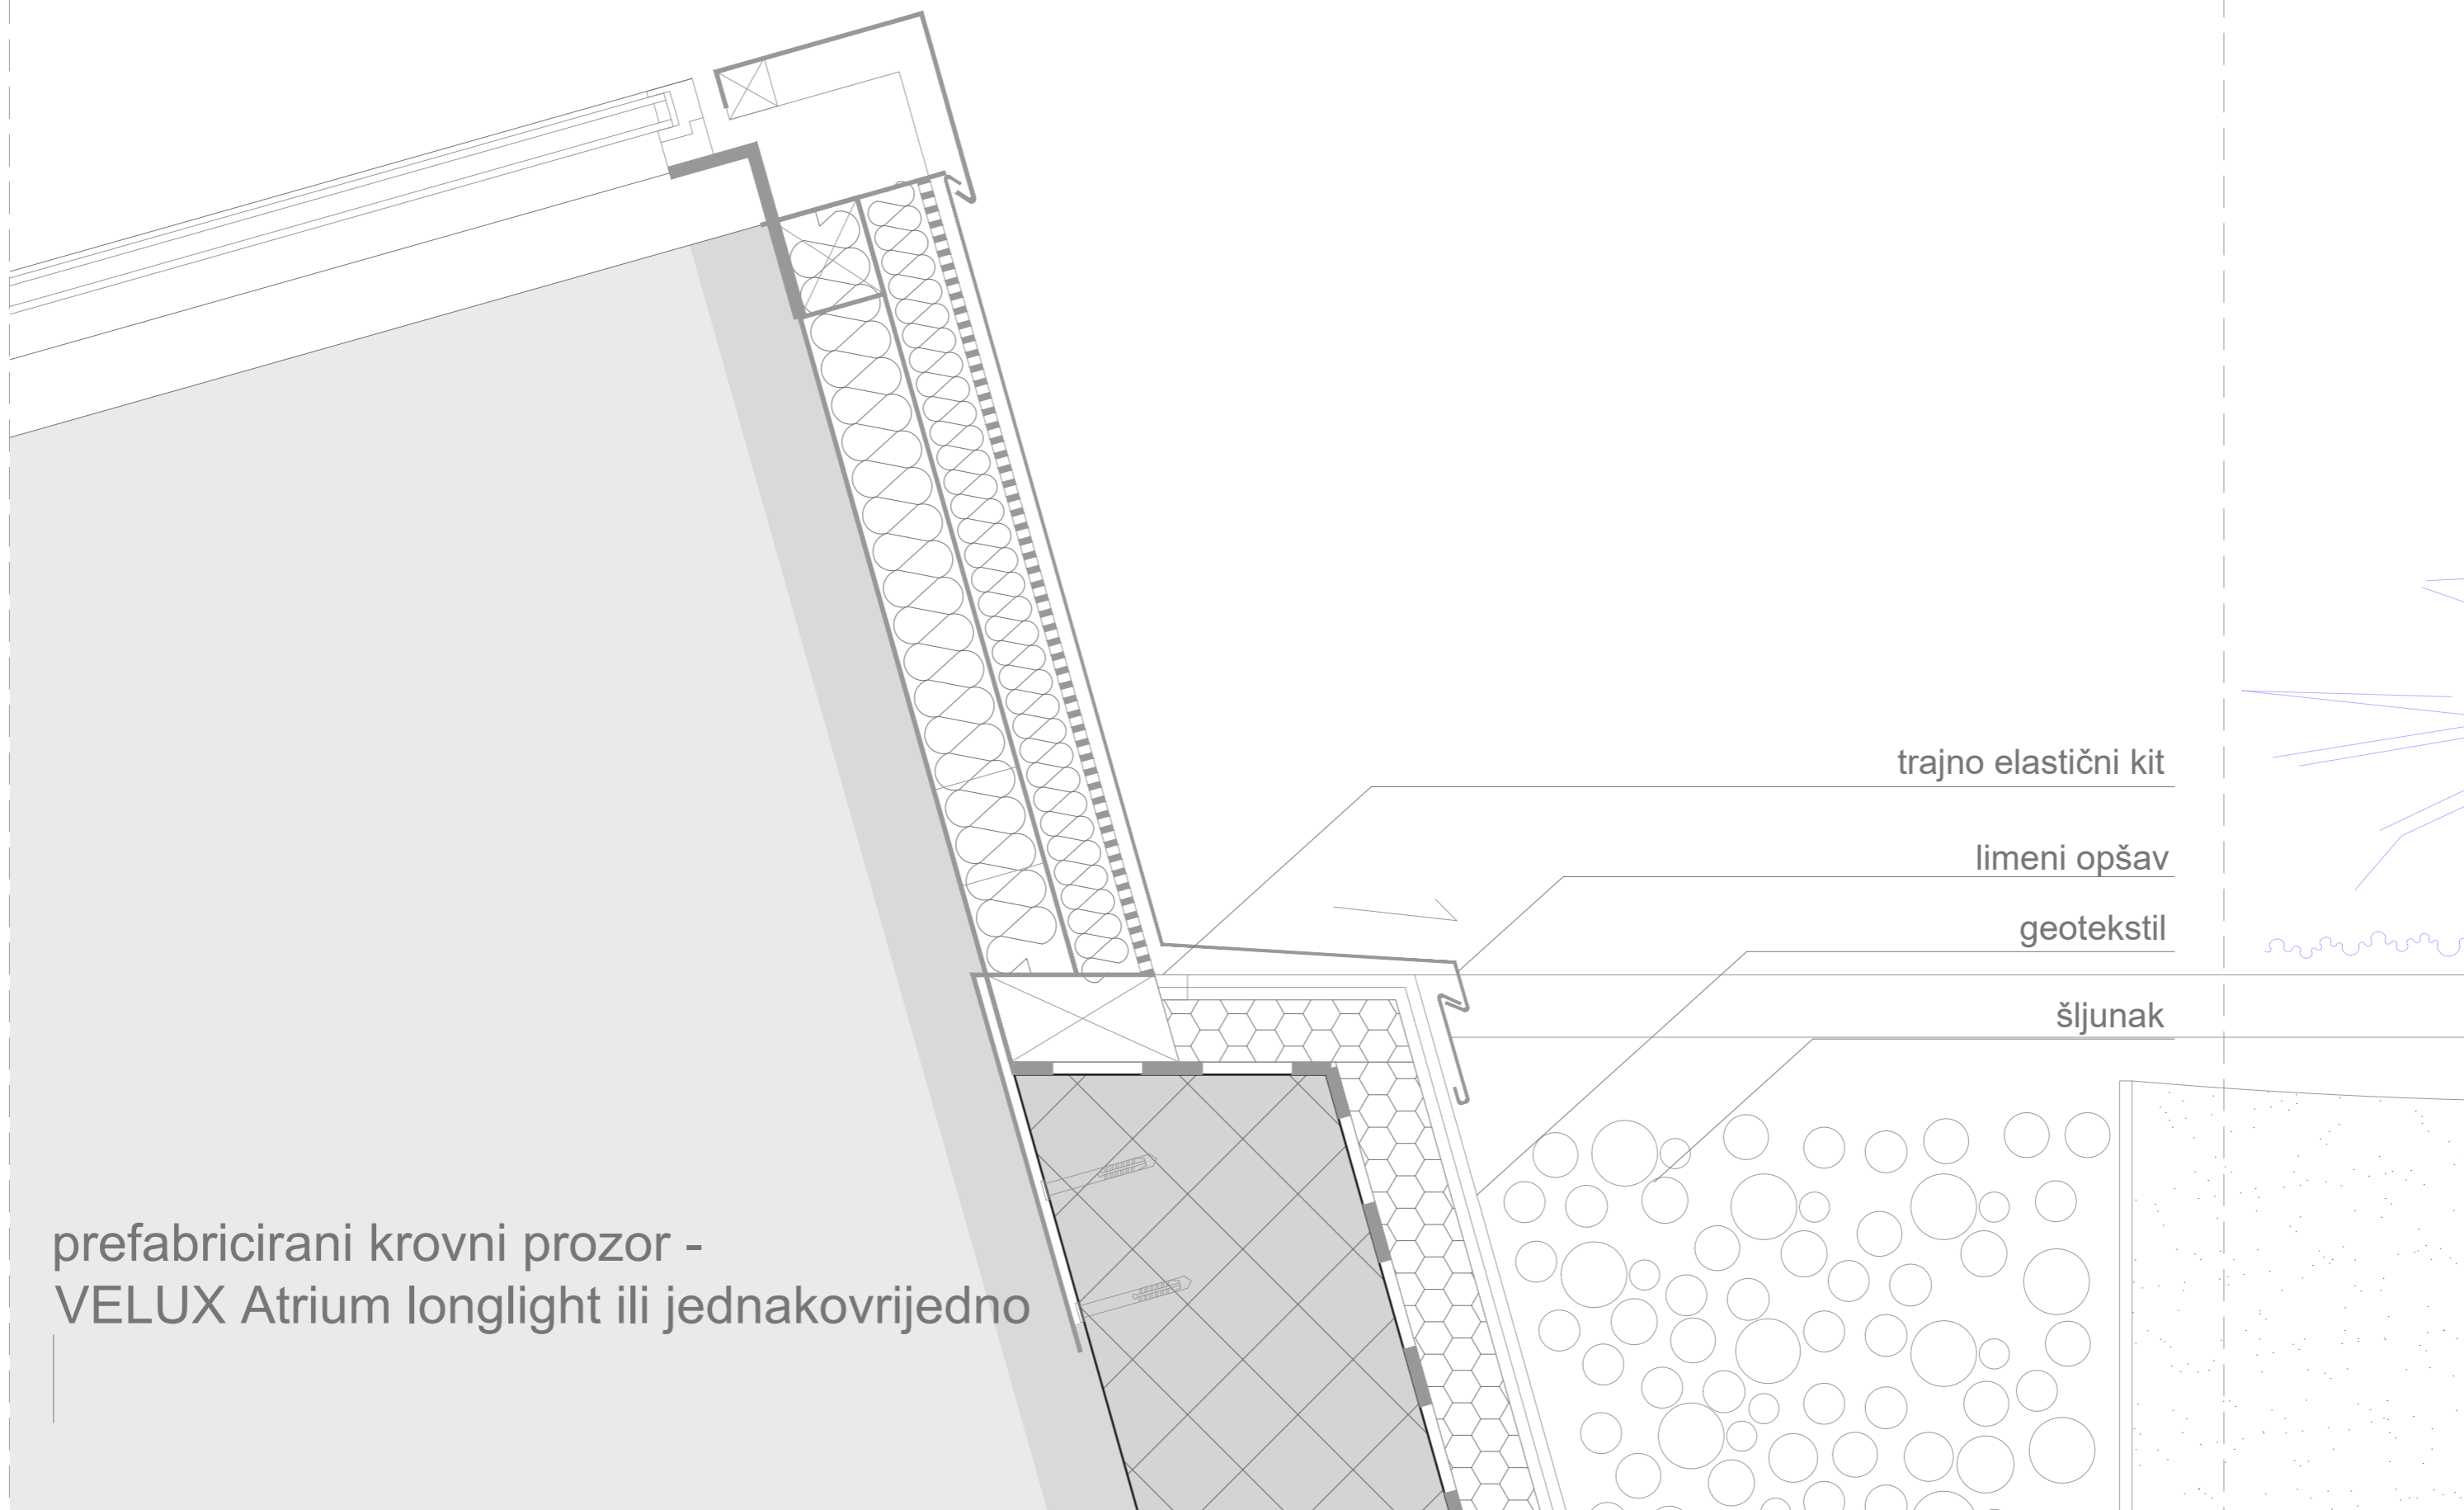 trajno elastični kit
limeni opšav
geotekstil
šljunak
prefabricirani krovni prozor -
VELUX Atrium longlight ili jednakovrijedno